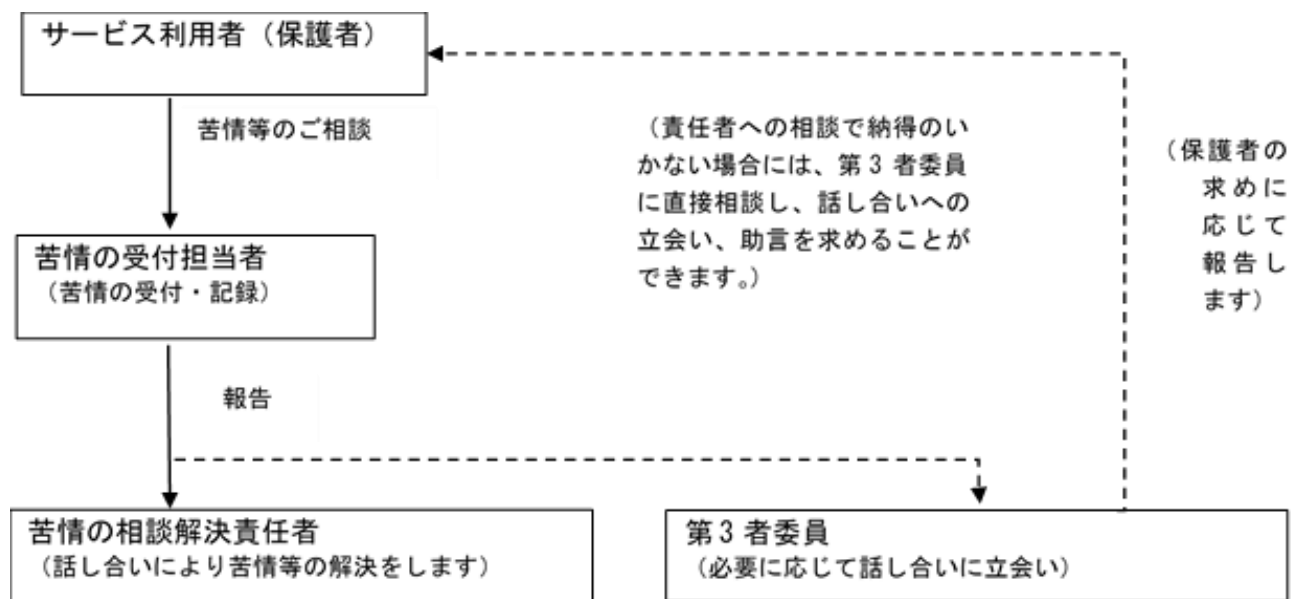 サービス利用者（保護者）
苦情等のご相談
（責任者への相談で納得のい
かない場合には、第3 者委員
に直接相談し、話し合いへの
立会い、助言を求めることが
できます。）
（保護者の
求めに
応じて
報告し
ます）
苦情の受付担当者
（苦情の受付・記録）
報告
苦情の相談解決責任者
（話し合いにより苦情等の解決をします）
第3 者委員
（必要に応じて話し合いに立会い）